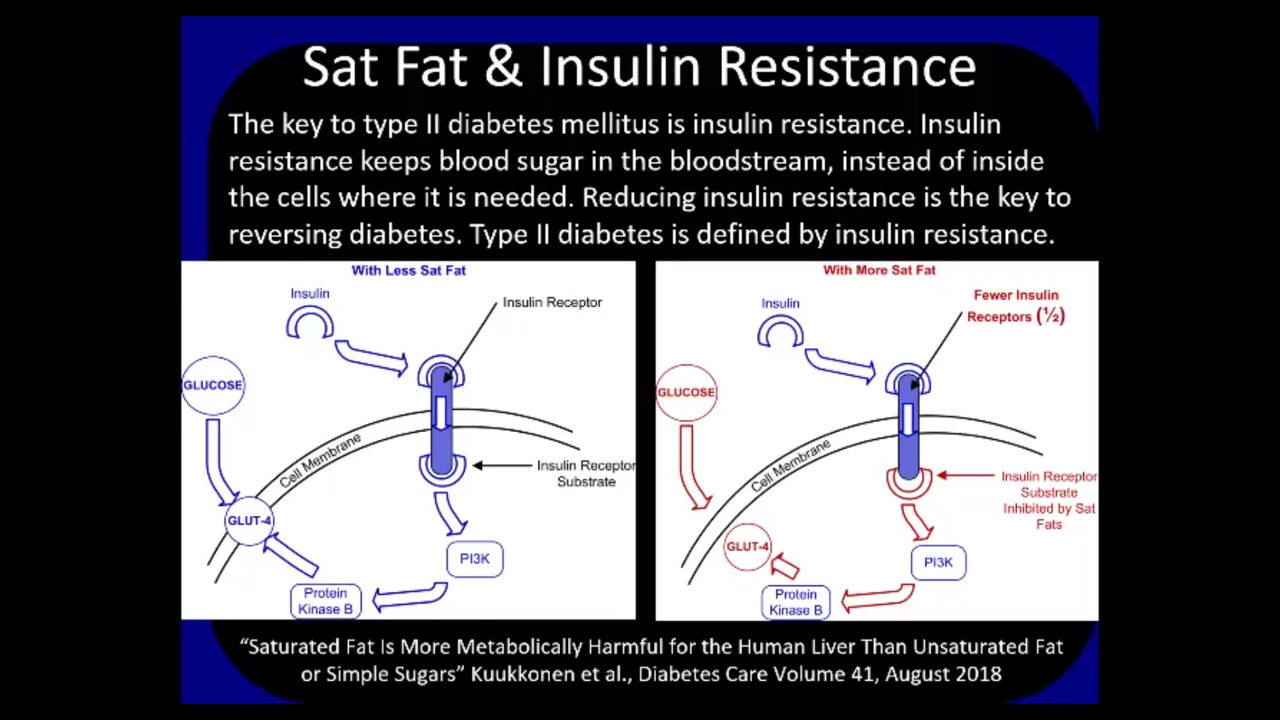 Sat Fat & Insulin Resistance
The key to type II diabetes mellitus is insulin resistance. Insulin
resistance keeps blood sugar in the bloodstream, instead of inside
the cells where it is needed. Reducing insulin resistance is the key to
reversing diabetes. Type II diabetes is defined by insulin resistance.
With Less Sat Fat
Insulin
Insulin Receptor
GLUCOSE
Cell Membrane
Insulin Receptor
Substrate
GLUT-4
PI3K
Protein
Kinase B
With More Sat Fat
Fewer Insulin
Receptors (½)
Insulin
GLUCOSE
Cell Membrane
Insulin Receptor
Substrate
Inhibited by Sat
Fats
GLUT-4
PI3K
Protein
Kinase B
“Saturated Fat Is More Metabolically Harmful for the Human Liver Than Unsaturated Fat
or Simple Sugars” Kuukkonen et al., Diabetes Care Volume 41, August 2018